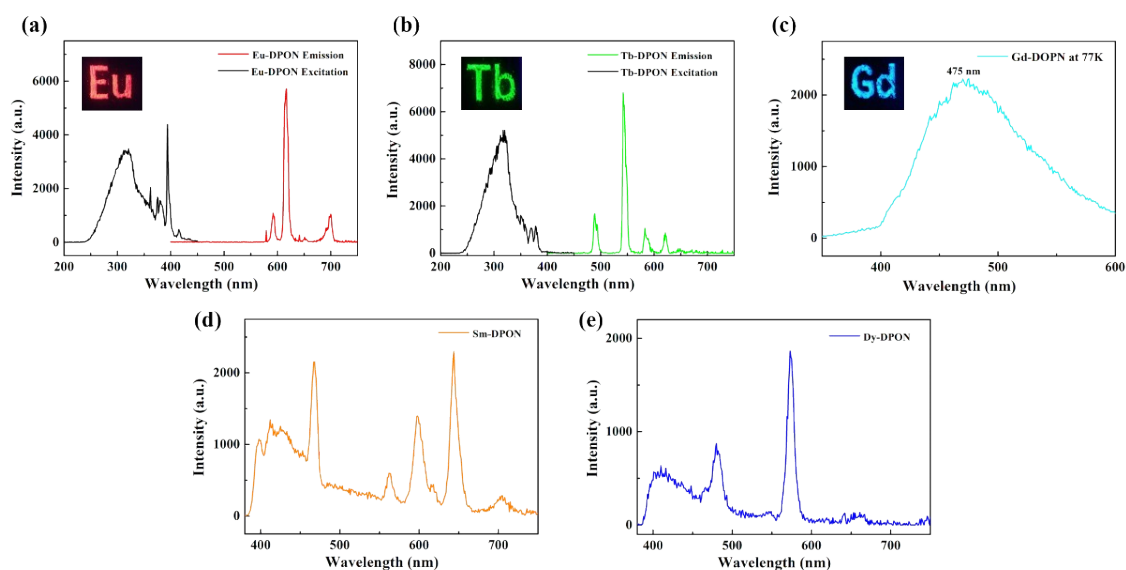 (a)
Eu-DPON Emission
Eu-DPON Excitation
Eu
Intensity (a.u.)
6000
4000
2000
0
200 300 400 500 600 700
Wavelength (nm)
(b)
Tb-DPON Emission
Tb-DPON Excitation
Tb
Intensity (a.u.)
8000
6000
4000
2000
0
200 300 400 500 600 700
Wavelength (nm)
(c)
Gd-DOPN at 77K
475 nm
Gd
Intensity (a.u.)
2000
1000
0
400 500 600
Wavelength (nm)
(d)
Sm-DPON
Intensity (a.u.)
2000
1000
0
400 500 600 700
Wavelength (nm)
(e)
Dy-DPON
Intensity (a.u.)
2000
1000
0
400 500 600 700
Wavelength (nm)